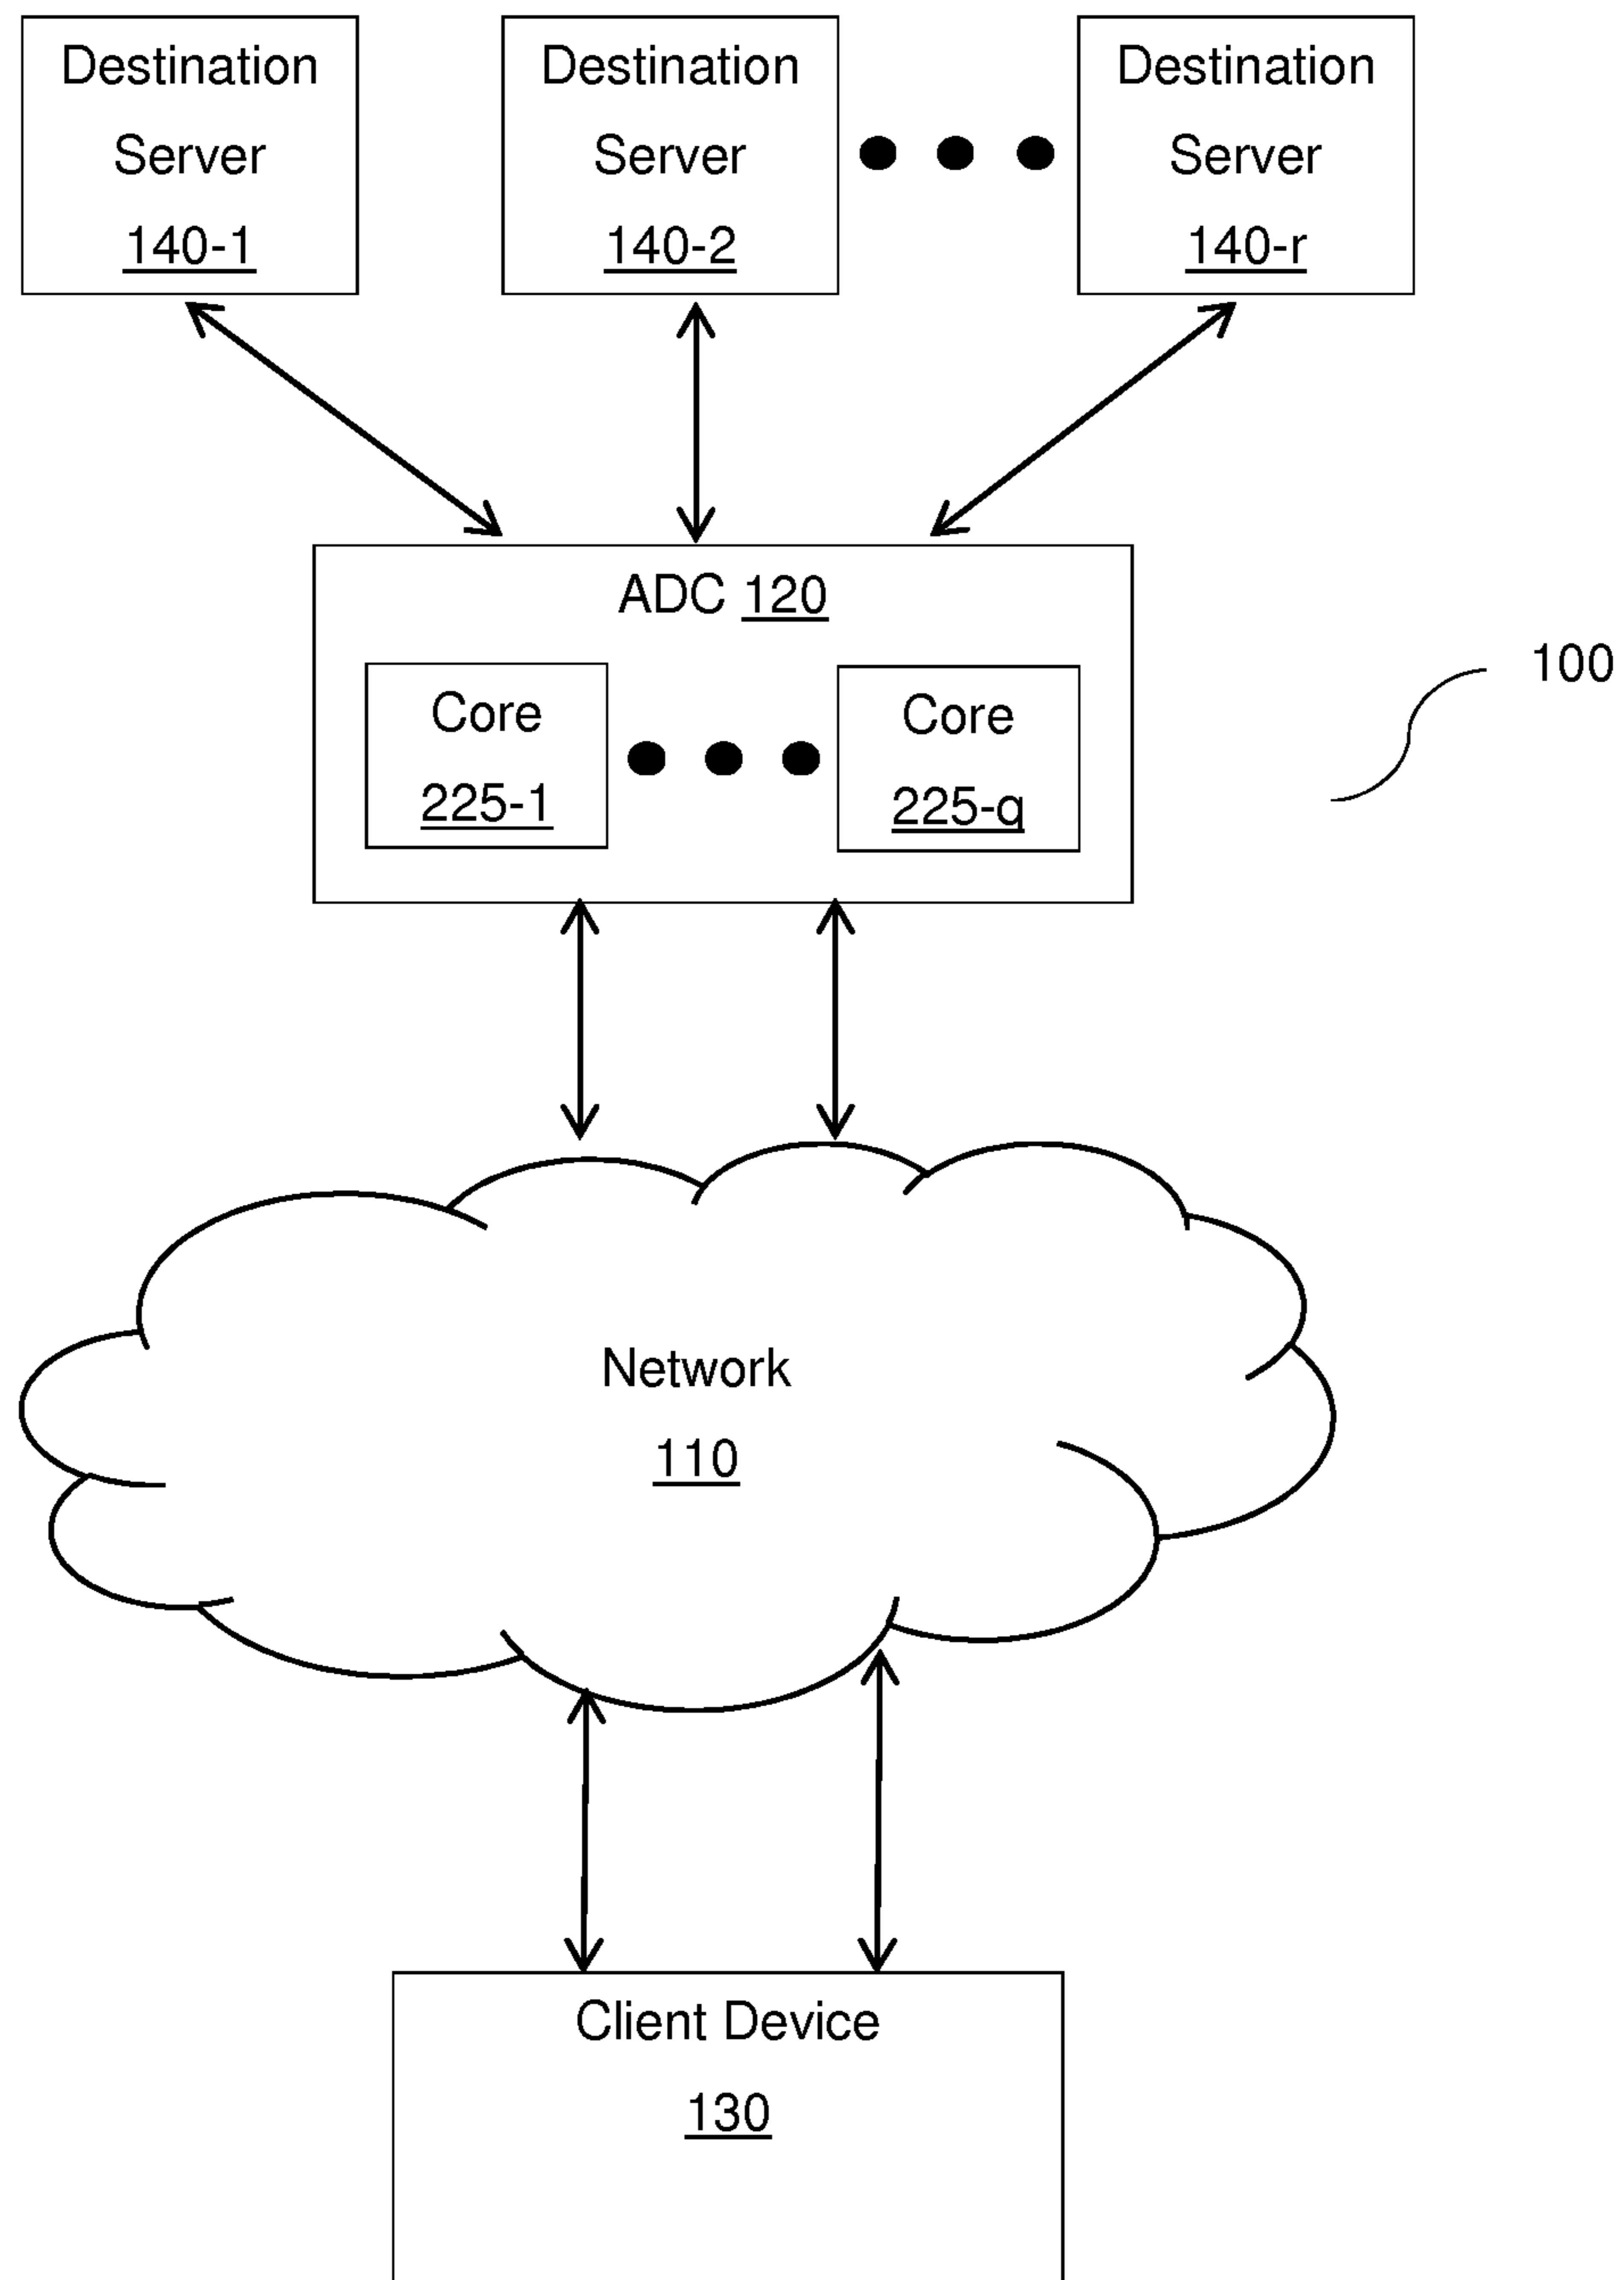 Destination
Server
140-1
Destination
Server
140-2
Destination
Server
140-r
ADC 120
Core
225-1
Core
225-q
100
Network
110
Client Device
130